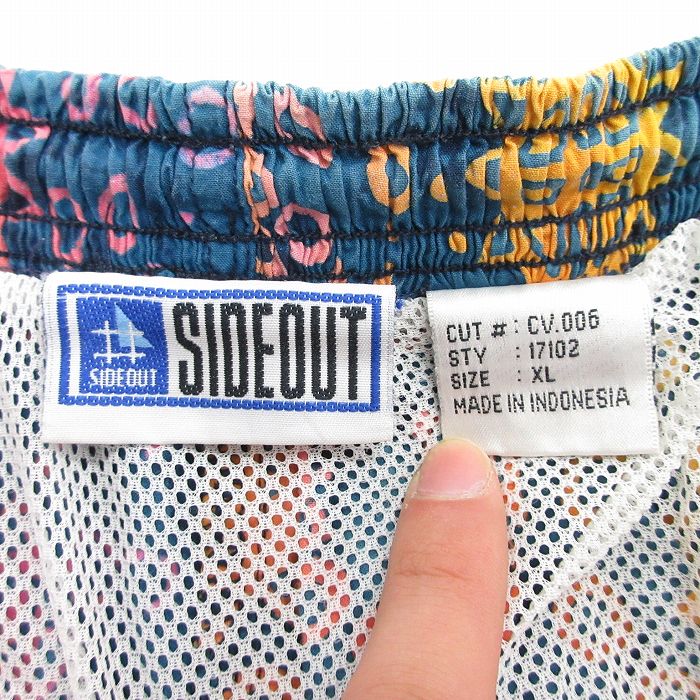 SIDEOUT
SIDEOUT
CUT # : CV.006
STY : 17102
SIZE : XL
MADE IN INDONESIA